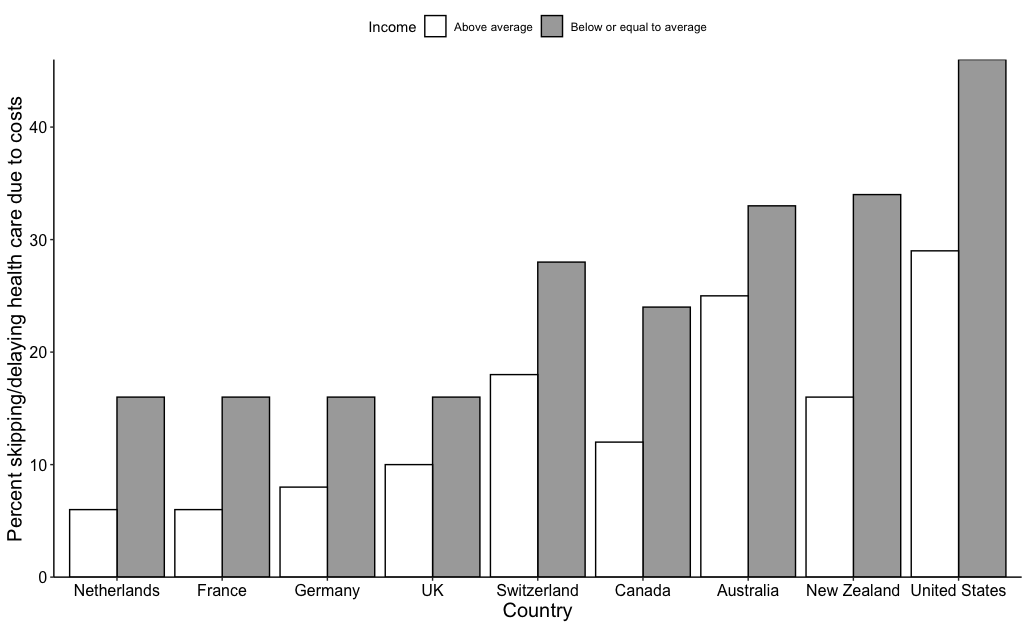 Income Above average Below or equal to average
Percent skipping/delaying health care due to costs
40
30
20
10
0
Netherlands France Germany UK Switzerland Canada Australia New Zealand United States
Country